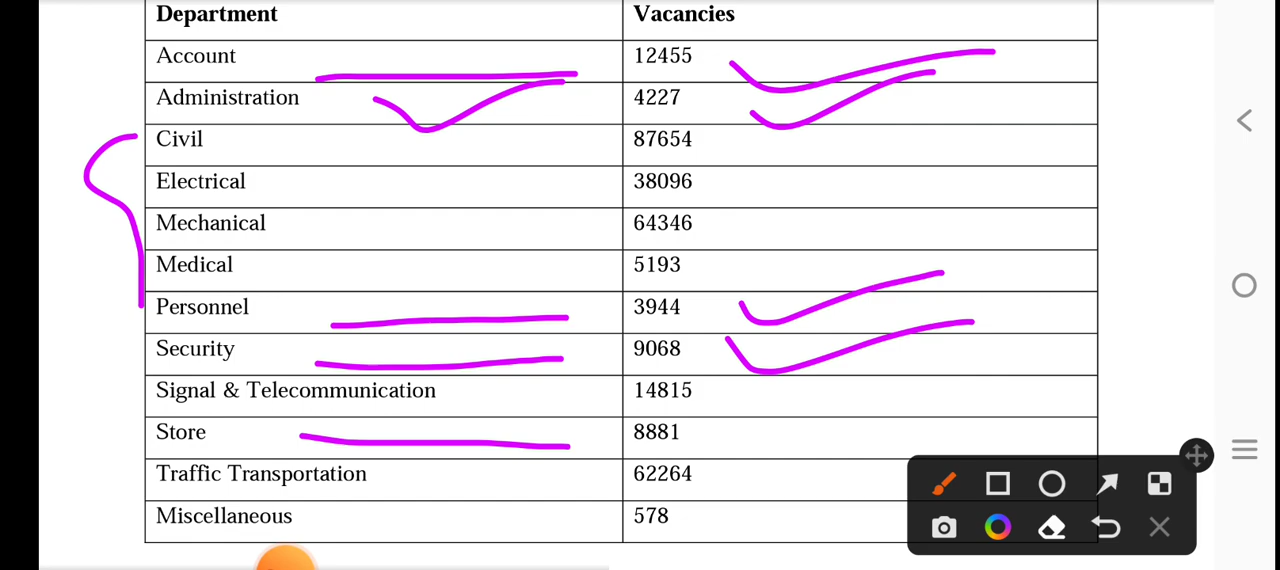 Department Vacancies
Account 12455
Administration 4227
Civil 87654
Electrical 38096
Mechanical 64346
Medical 5193
Personnel 3944
Security 9068
Signal & Telecommunication 14815
Store 8881
Traffic Transportation 62264
Miscellaneous 578